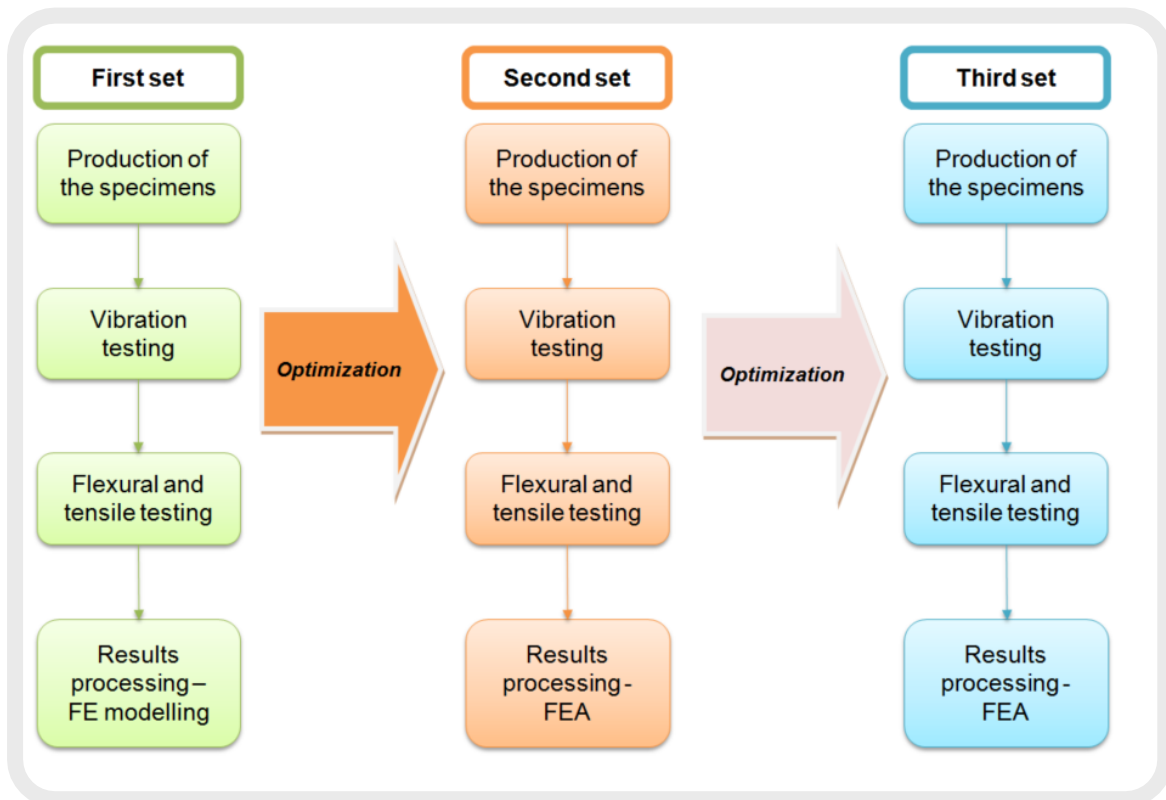 First set
Production of
the specimens
Vibration
testing
Flexural and
tensile testing
Results
processing –
FE modelling
Optimization
Second set
Production of
the specimens
Vibration
testing
Flexural and
tensile testing
Results
processing -
FEA
Optimization
Third set
Production of
the specimens
Vibration
testing
Flexural and
tensile testing
Results
processing -
FEA